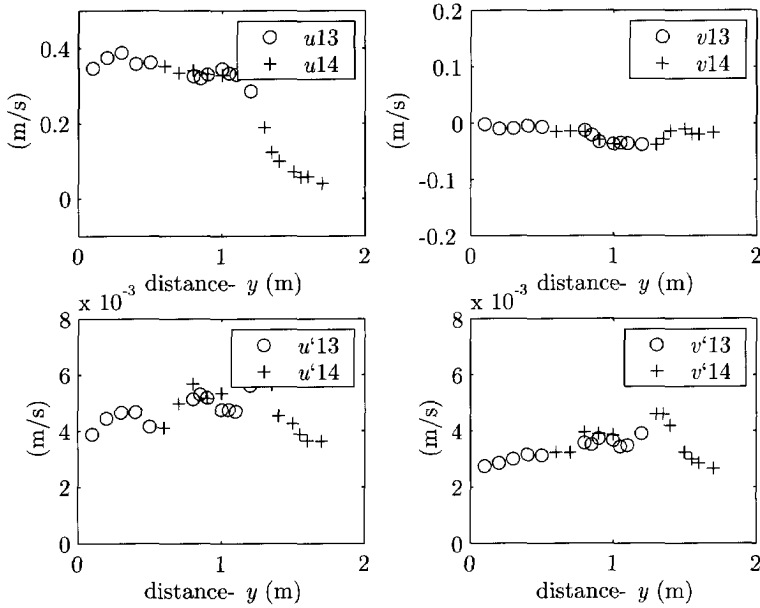 0.4
0.2
0
(m/s)
u13
u14
0 1 2
distance- y (m)
0.2
0.1
0
-0.1
-0.2
(m/s)
v13
v14
0 1 2
distance- y (m)
x 10⁻³
8
6
4
2
0
(m/s)
u‘13
u‘14
0 1 2
distance- y (m)
x 10⁻³
8
6
4
2
0
(m/s)
v‘13
v‘14
0 1 2
distance- y (m)